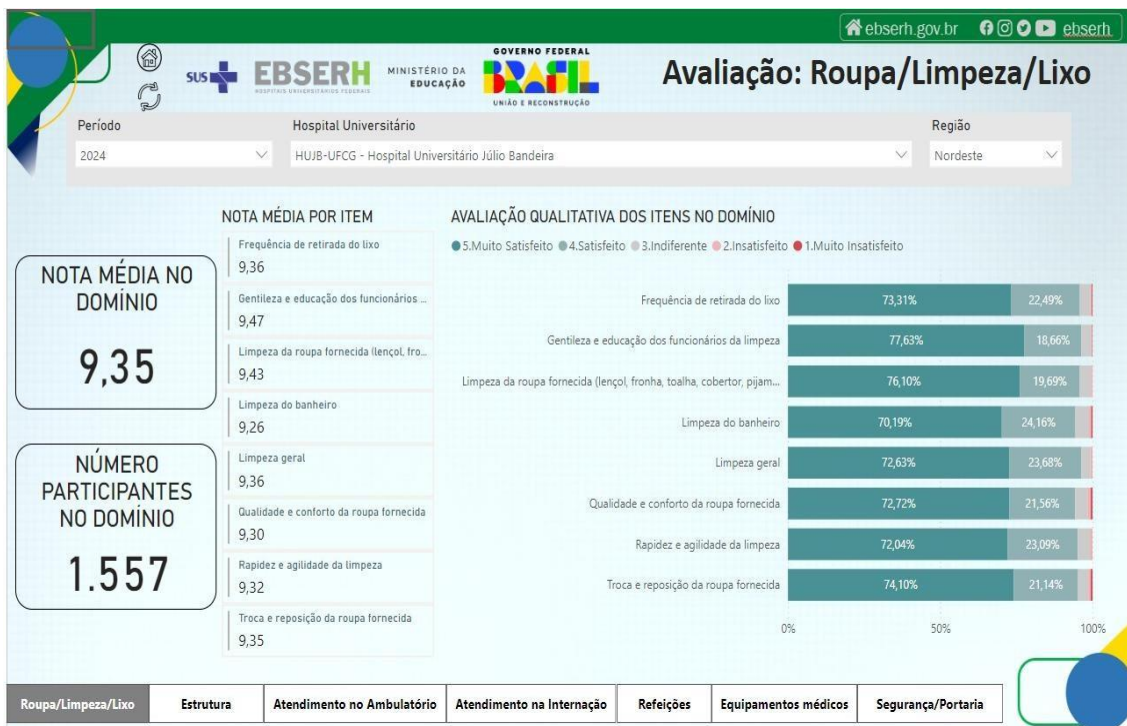 ebserh.gov.br ebserh
SUS EBSERH
HOSPITAIS UNIVERSITÁRIOS FEDERAIS
MINISTÉRIO DA
EDUCAÇÃO
GOVERNO FEDERAL
BRASIL
UNIÃO E RECONSTRUÇÃO
Avaliação: Roupa/Limpeza/Lixo
Período
2024
Hospital Universitário
HUJB-UFCG - Hospital Universitário Júlio Bandeira
Região
Nordeste
NOTA MÉDIA NO
DOMÍNIO
9,35
NÚMERO
PARTICIPANTES
NO DOMÍNIO
1.557
NOTA MÉDIA POR ITEM
Frequência de retirada do lixo
9,36
Gentileza e educação dos funcionários ...
9,47
Limpeza da roupa fornecida (lençol, fro...
9,43
Limpeza do banheiro
9,26
Limpeza geral
9,36
Qualidade e conforto da roupa fornecida
9,30
Rapidez e agilidade da limpeza
9,32
Troca e reposição da roupa fornecida
9,35
AVALIAÇÃO QUALITATIVA DOS ITENS NO DOMÍNIO
5.Muito Satisfeito 4.Satisfeito 3.Indiferente 2.Insatisfeito 1.Muito Insatisfeito
Frequência de retirada do lixo 73,31% 22,49%
Gentileza e educação dos funcionários da limpeza 77,63% 18,66%
Limpeza da roupa fornecida (lençol, fronha, toalha, cobertor, pijam... 76,10% 19,69%
Limpeza do banheiro 70,19% 24,16%
Limpeza geral 72,63% 23,68%
Qualidade e conforto da roupa fornecida 72,72% 21,56%
Rapidez e agilidade da limpeza 72,04% 23,09%
Troca e reposição da roupa fornecida 74,10% 21,14%
0% 50% 100%
Roupa/Limpeza/Lixo Estrutura Atendimento no Ambulatório Atendimento na Internação Refeições Equipamentos médicos Segurança/Portaria